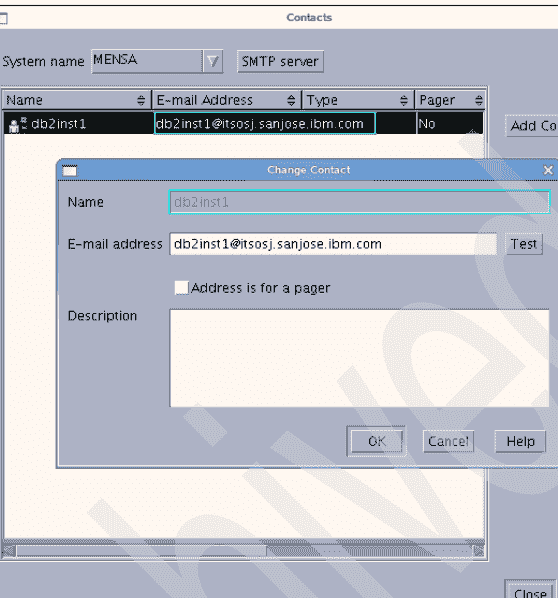 Contacts
System name MENSA SMTP server
Name E-mail Address Type Pager
db2inst1 db2inst1@itsosj.sanjose.ibm.com No
Add Co
Change Contact
Name db2inst1
E-mail address db2inst1@itsosj.sanjose.ibm.com Test
Address is for a pager
Description
OK Cancel Help
Close